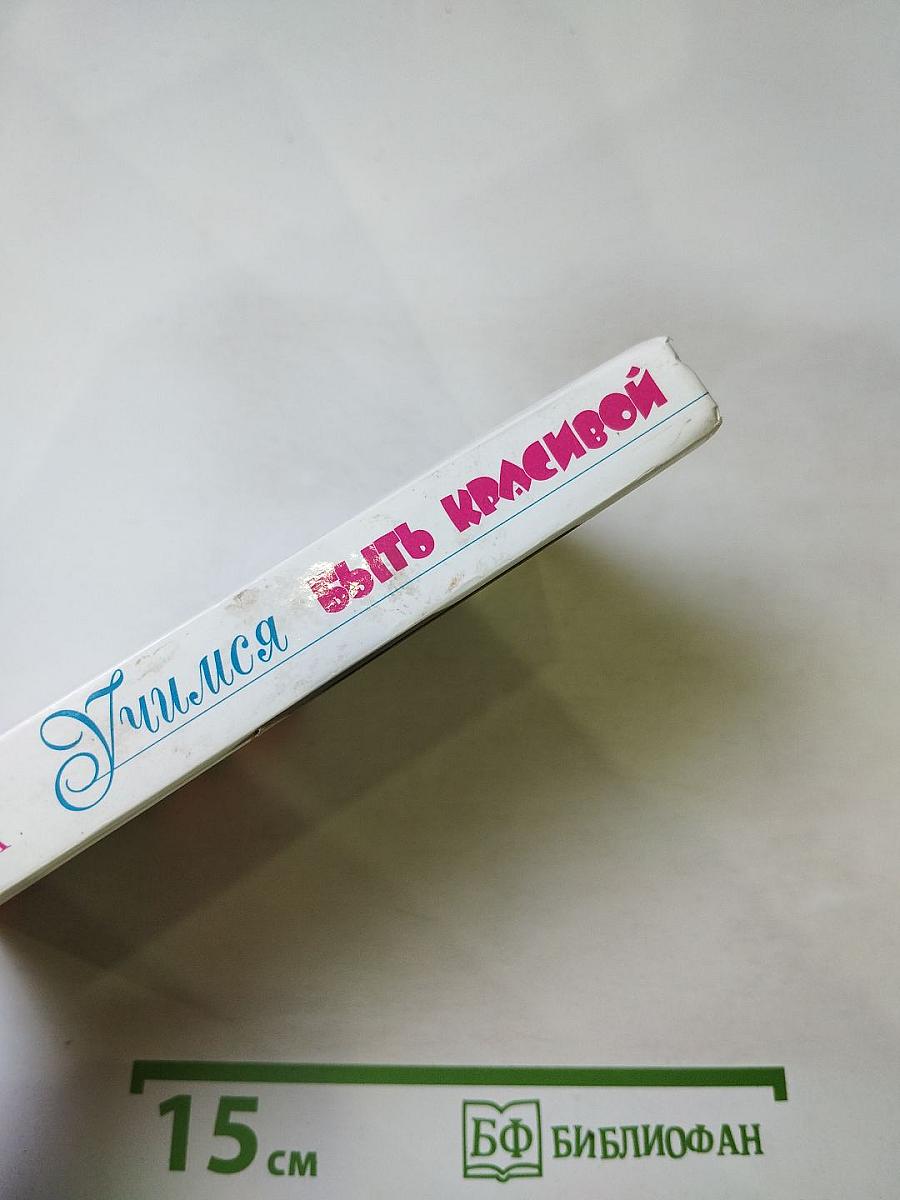 Учимся БЫТЬ КРАСИВОЙ
15 см
БФ БИБЛИОФАН